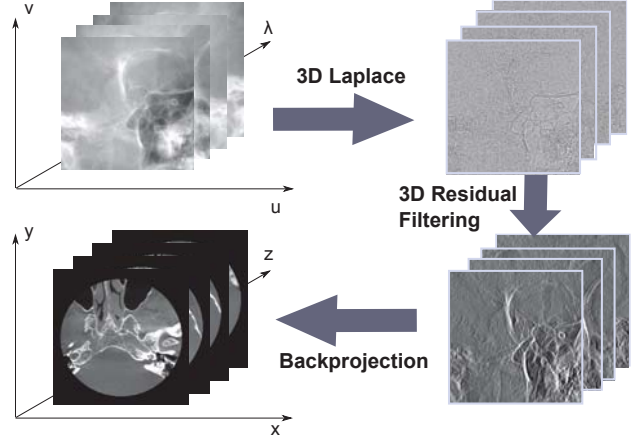 v
λ
3D Laplace
u
3D Residual
Filtering
y
z
Backprojection
x